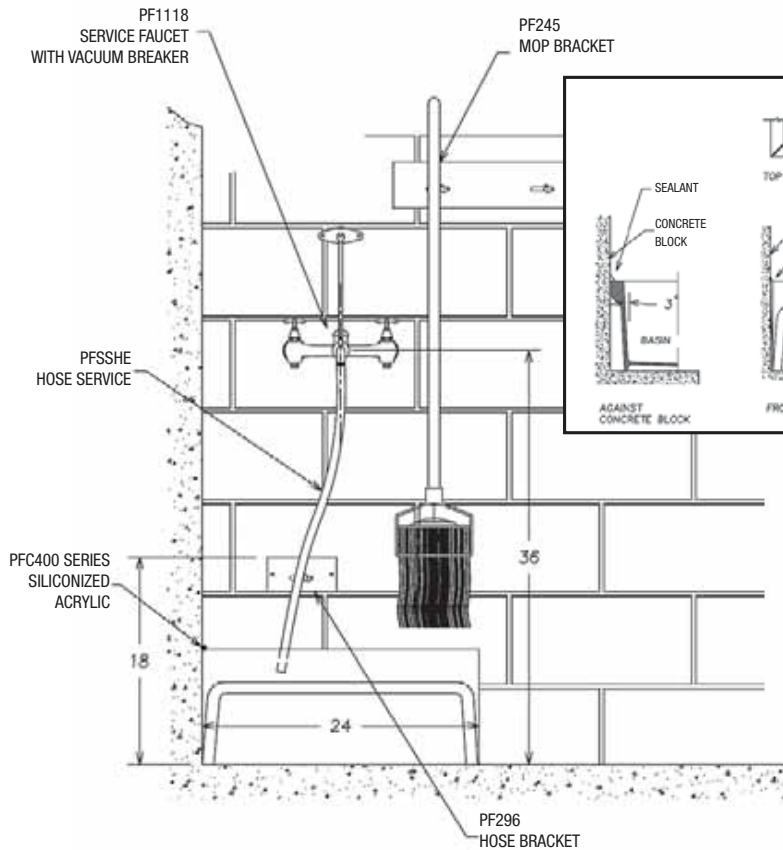 PF1118
SERVICE FAUCET
WITH VACUUM BREAKER
PF245
MOP BRACKET
TOP
SEALANT
CONCRETE
BLOCK
3"
BASIN
AGAINST
CONCRETE BLOCK
FRO
PFSSHE
HOSE SERVICE
PFC400 SERIES
SILICONIZED
ACRYLIC
36
18
24
PF296
HOSE BRACKET